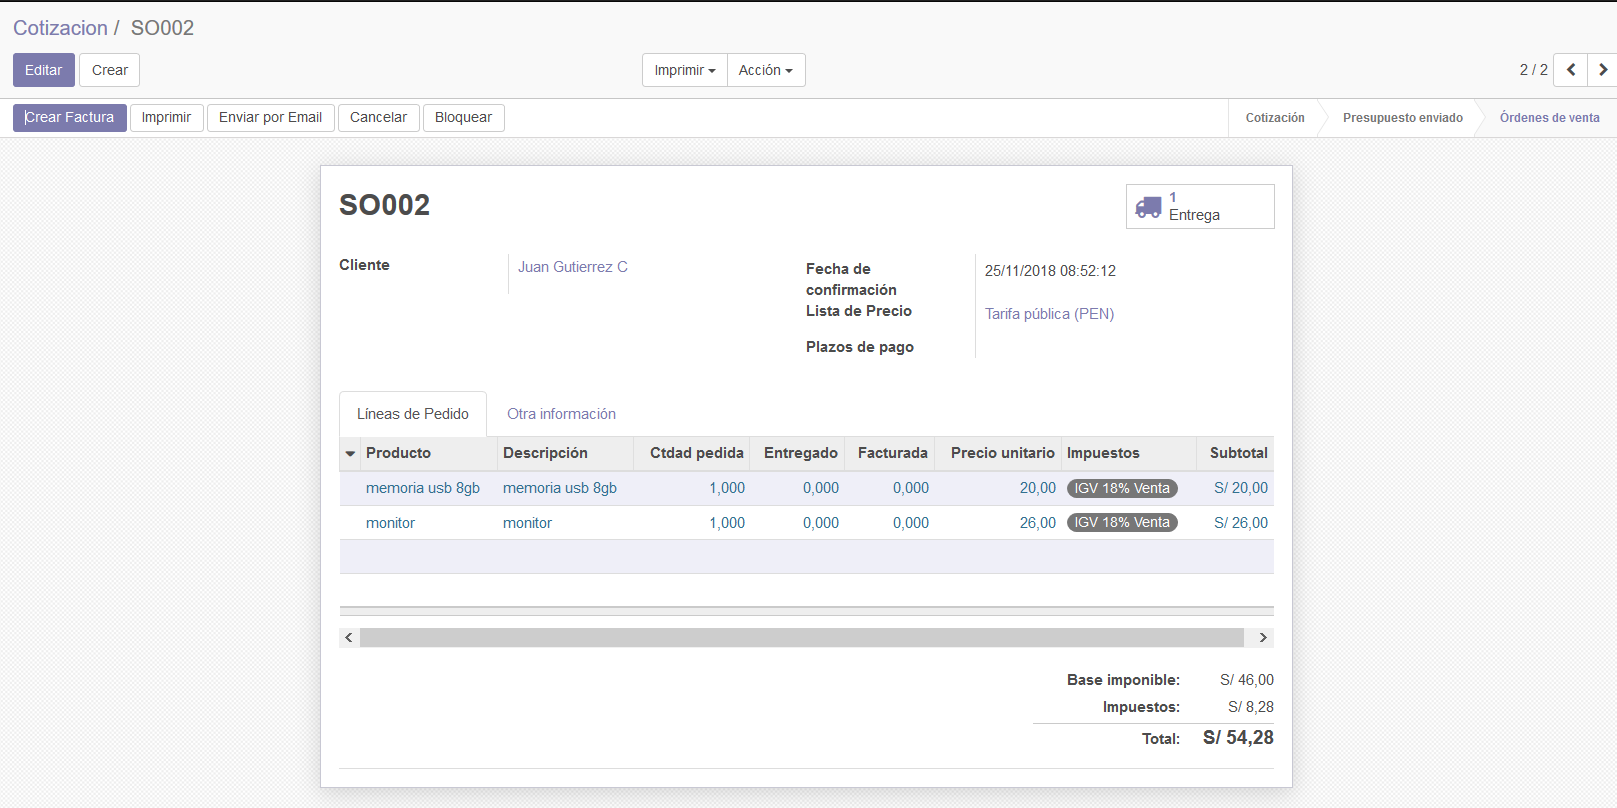 Cotizacion / SO002
Editar Crear Imprimir Acción 2 / 2
Crear Factura Imprimir Enviar por Email Cancelar Bloquear Cotización Presupuesto enviado Órdenes de venta
SO002
1
Entrega
Cliente Juan Gutierrez C
Fecha de confirmación 25/11/2018 08:52:12
Lista de Precio Tarifa pública (PEN)
Plazos de pago
Líneas de Pedido Otra información
Producto Descripción Ctdad pedida Entregado Facturada Precio unitario Impuestos Subtotal
memoria usb 8gb memoria usb 8gb 1,000 0,000 0,000 20,00 IGV 18% Venta S/ 20,00
monitor monitor 1,000 0,000 0,000 26,00 IGV 18% Venta S/ 26,00
Base imponible: S/ 46,00
Impuestos: S/ 8,28
Total: S/ 54,28